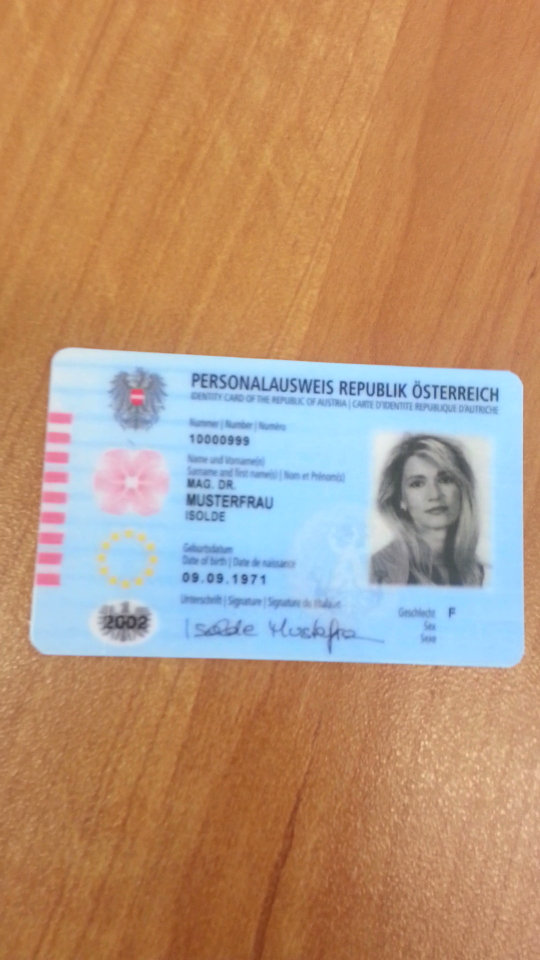 PERSONALAUSWEIS REPUBLIK ÖSTERREICH
IDENTITY CARD OF THE REPUBLIC OF AUSTRIA | CARTE D'IDENTITE REPUBLIQUE D'AUTRICHE
Nummer | Number | Numéro
10000999
Name und Vorname(n)
Surname and first name(s) | Nom et Prénom(s)
MAG. DR.
MUSTERFRAU
ISOLDE
Geburtsdatum
Date of birth | Date de naissance
09.09.1971
Unterschrift | Signature | Signature du titulaire
Geschlecht F
Sex
Sexe
Isolde Musterfrau
2002